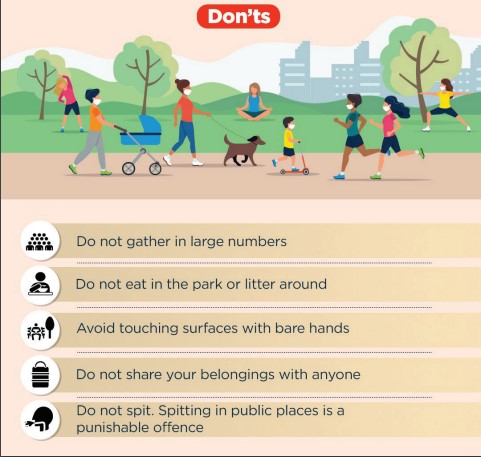 Don'ts
Do not gather in large numbers
Do not eat in the park or litter around
Avoid touching surfaces with bare hands
Do not share your belongings with anyone
Do not spit. Spitting in public places is a
punishable offence